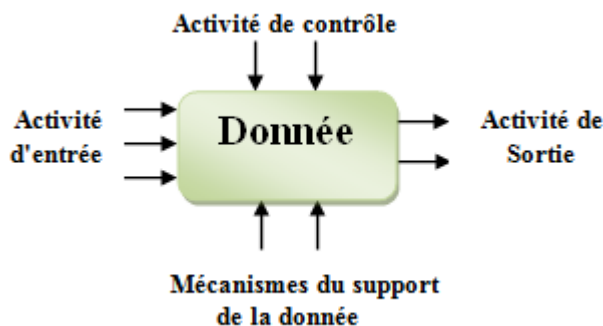 Activité de contrôle
Activité
d'entrée
Donnée
Activité de
Sortie
Mécanismes du support
de la donnée